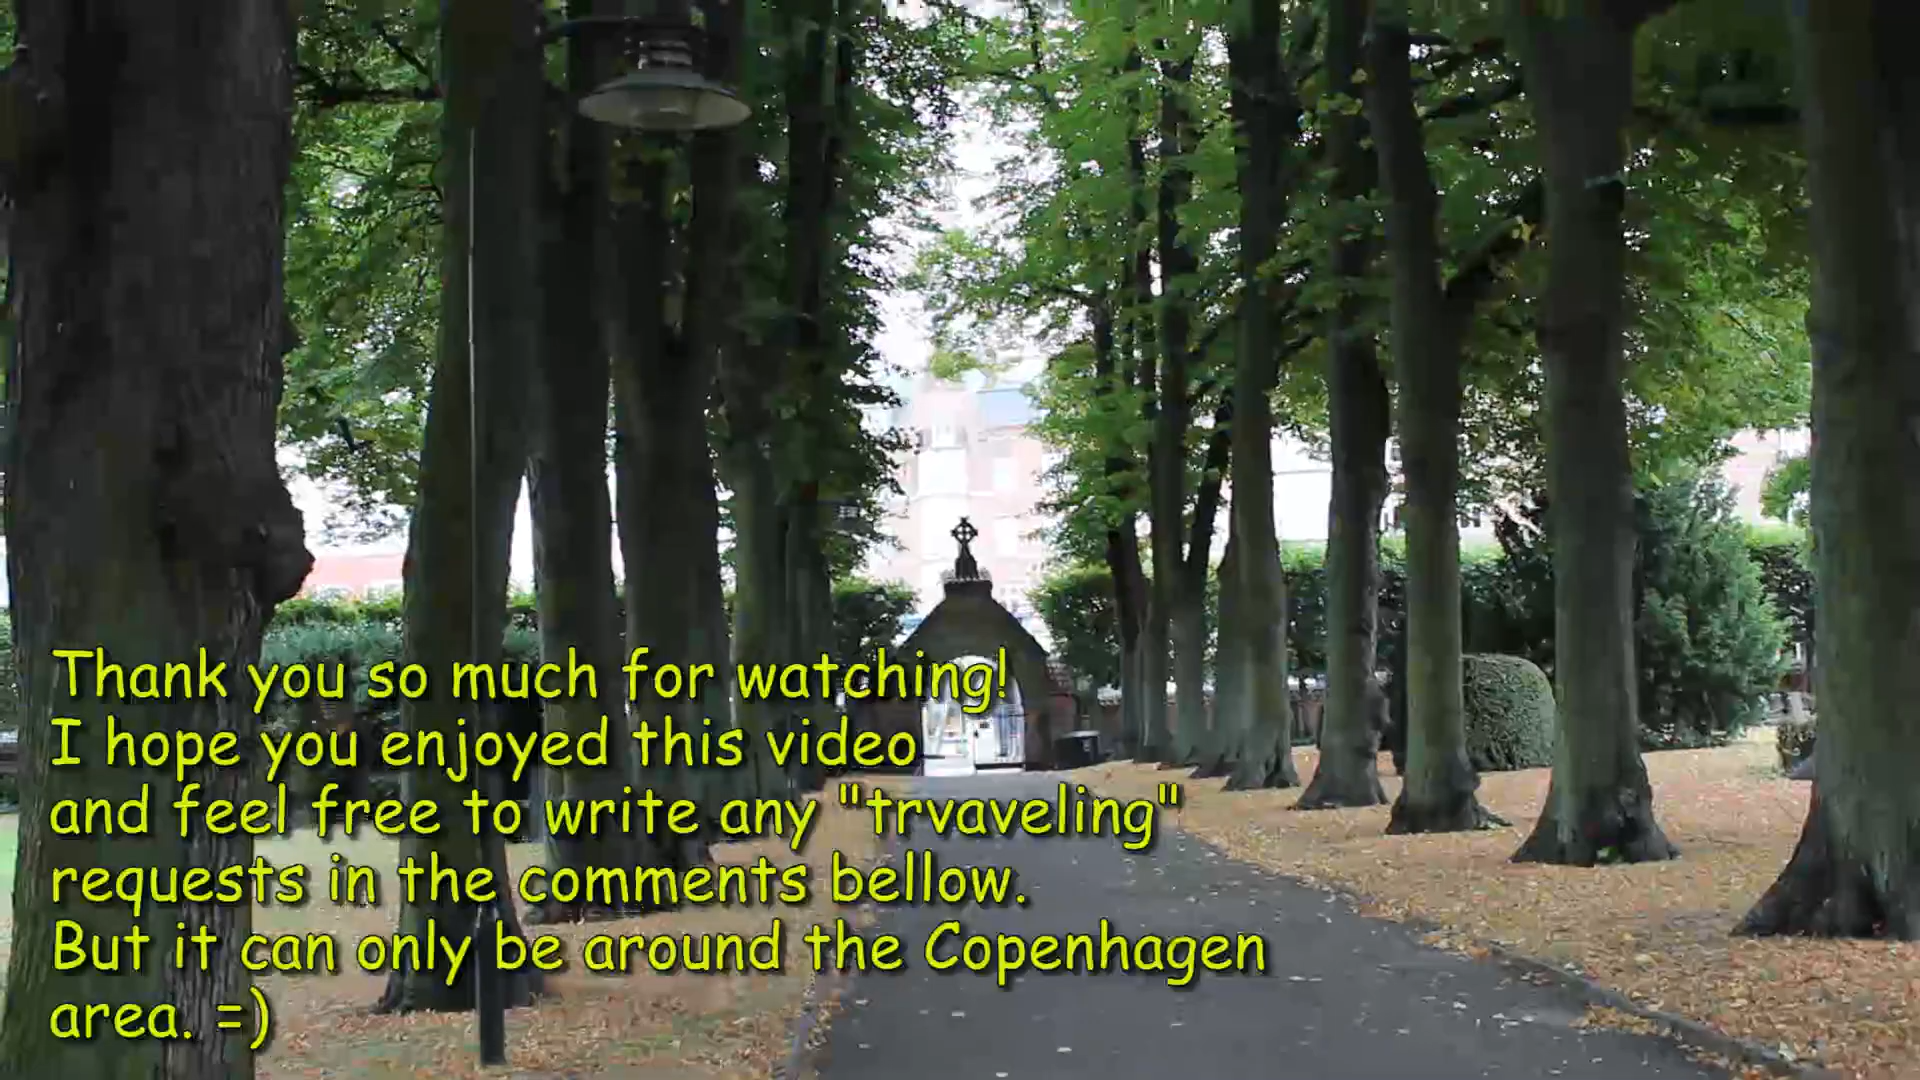 Thank you so much for watching!
I hope you enjoyed this video
and feel free to write any "trvaveling"
requests in the comments bellow.
But it can only be around the Copenhagen
area. =)